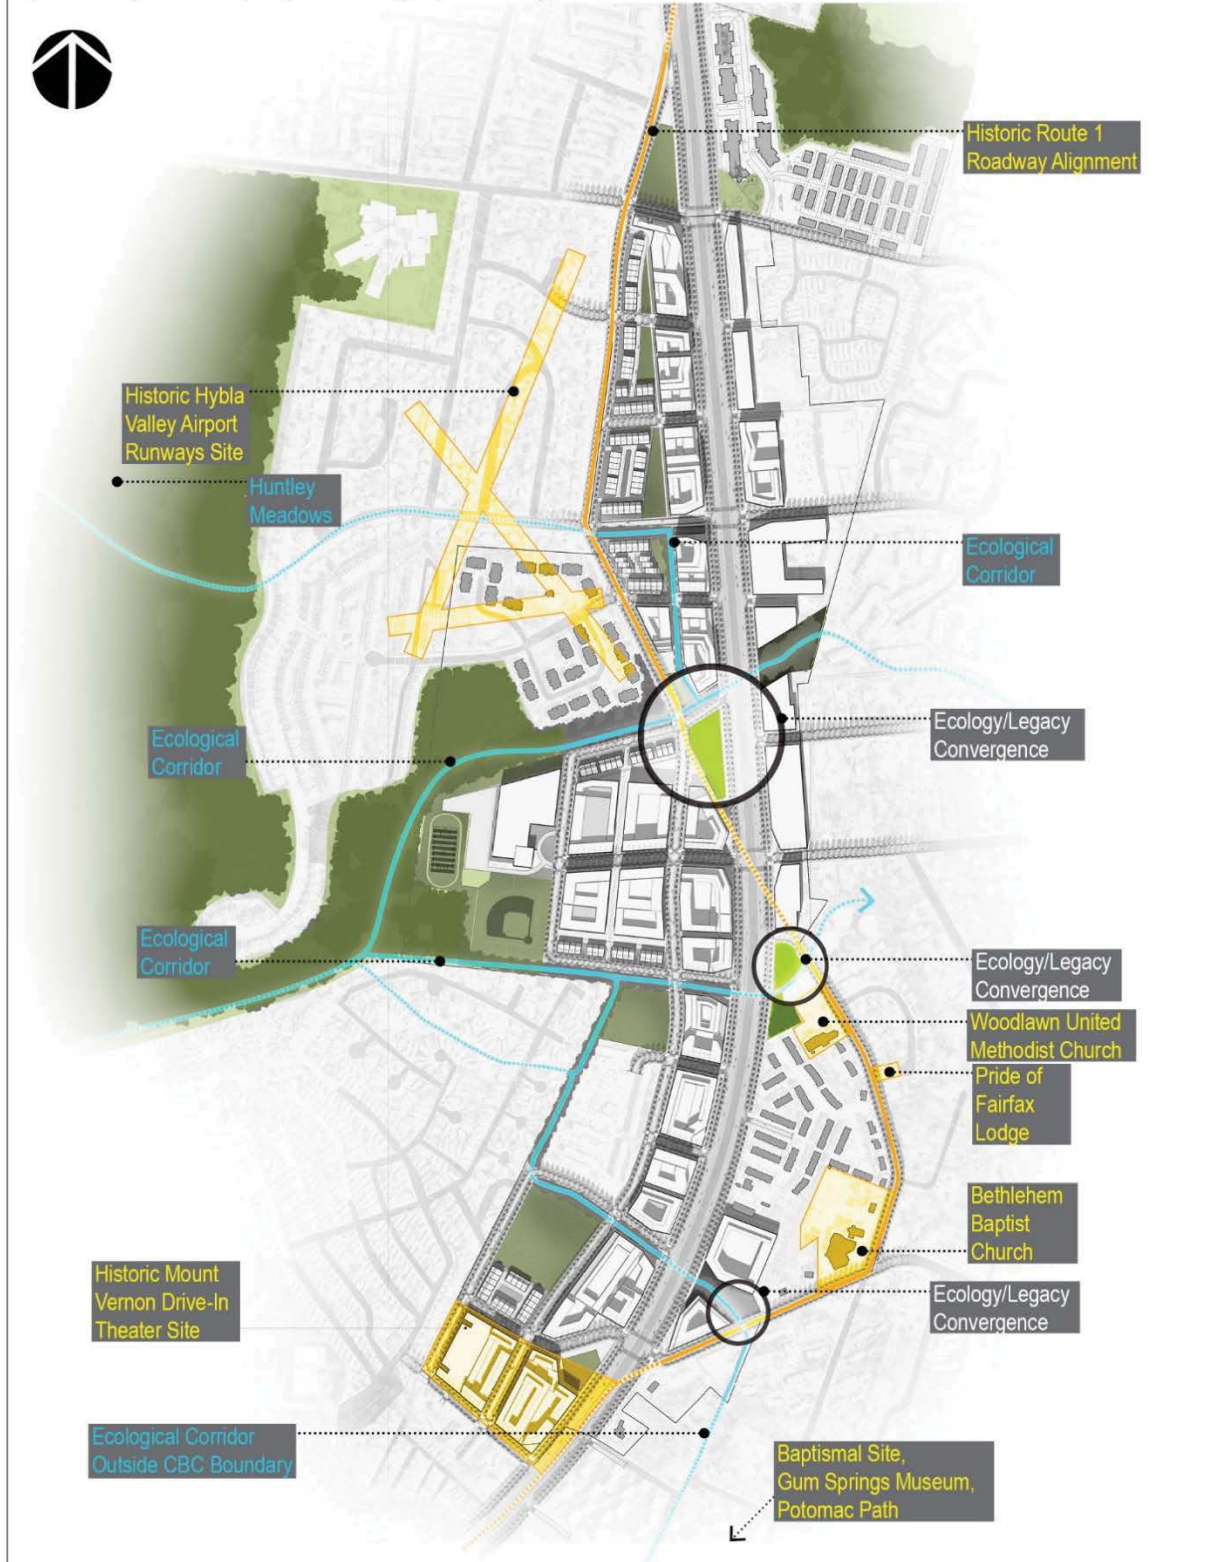 Historic Route 1
Roadway Alignment
Historic Hybla
Valley Airport
Runways Site
Huntley
Meadows
Ecological
Corridor
Ecology/Legacy
Convergence
Ecological
Corridor
Ecological
Corridor
Ecology/Legacy
Convergence
Woodlawn United
Methodist Church
Pride of
Fairfax
Lodge
Bethlehem
Baptist
Church
Historic Mount
Vernon Drive-In
Theater Site
Ecology/Legacy
Convergence
Ecological Corridor
Outside CBC Boundary
Baptismal Site,
Gum Springs Museum,
Potomac Path